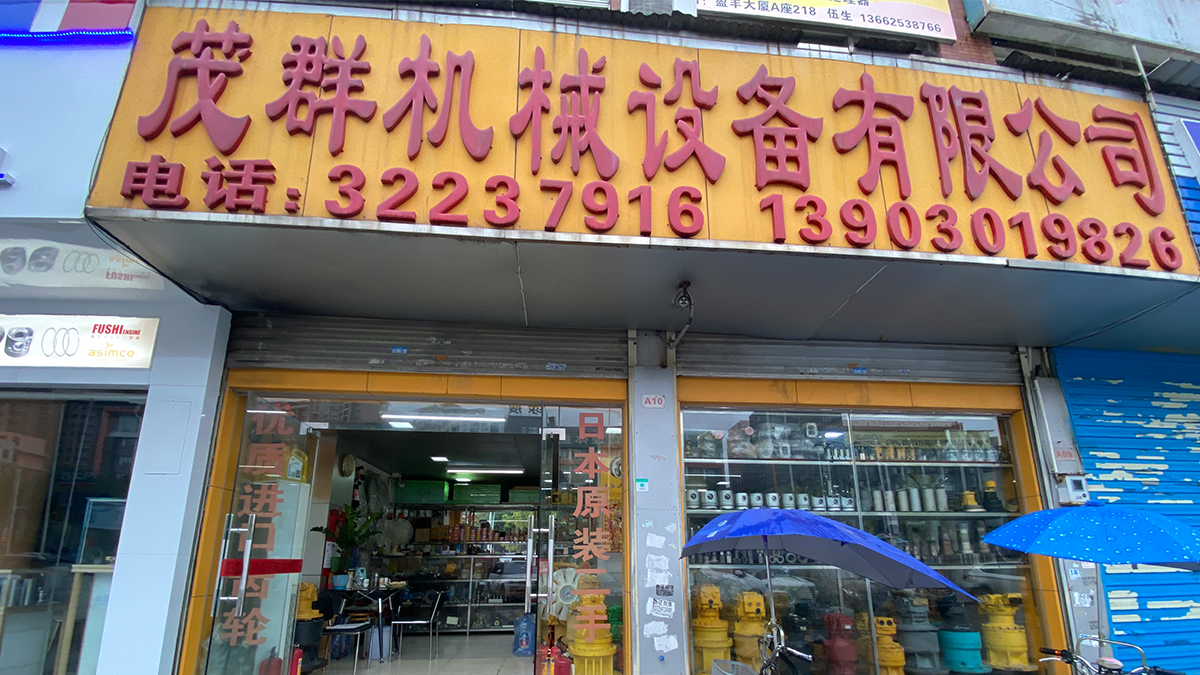 盈丰大厦A座218 伍生 13662538766
茂群机械设备有限公司
电话：32237916 13903019826
FUSHI ENGINE
asimco
A10
A09
优质进口齿轮
日本原装二手